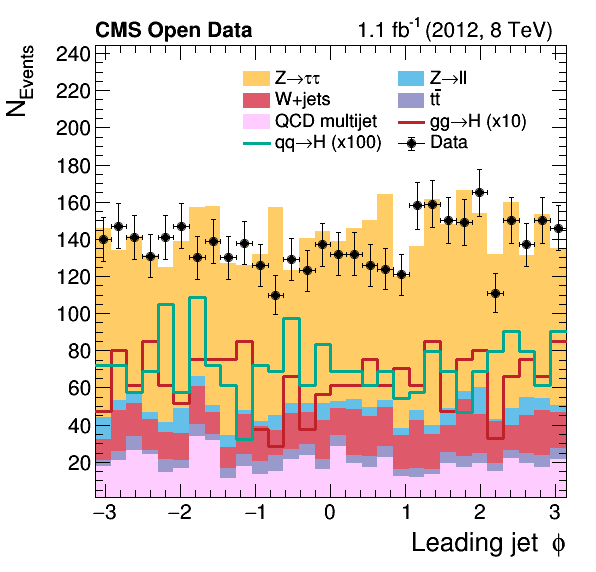 CMS Open Data 1.1 fb⁻¹ (2012, 8 TeV)
N_Events
240
220
200
180
160
140
120
100
80
60
40
20
Z→ττ Z→ll
W+jets tt̄
QCD multijet gg→H (x10)
qq→H (x100) Data
−3 −2 −1 0 1 2 3
Leading jet ϕ